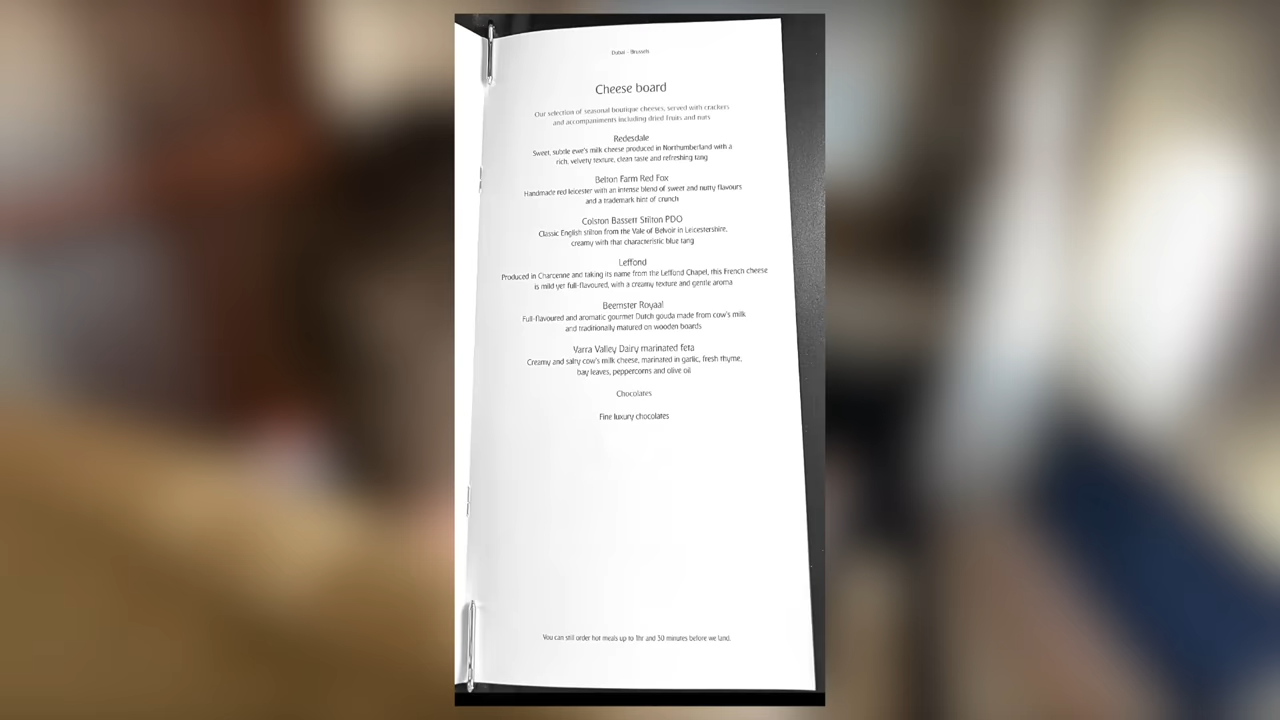 Dubai - Brussels
Cheese board
Our selection of seasonal boutique cheeses, served with crackers
and accompaniments including dried fruits and nuts
Redesdale
Sweet, subtle ewe's milk cheese produced in Northumberland with a
rich, velvety texture, clean taste and refreshing tang
Belton Farm Red Fox
Handmade red leicester with an intense blend of sweet and nutty flavours
and a trademark hint of crunch
Colston Bassett Stilton PDO
Classic English stilton from the Vale of Belvoir in Leicestershire,
creamy with that characteristic blue tang
Leffond
Produced in Charcenne and taking its name from the Leffond Chapel, this French cheese
is mild yet full-flavoured, with a creamy texture and gentle aroma
Beemster Royaal
Full-flavoured and aromatic gourmet Dutch gouda made from cow's milk
and traditionally matured on wooden boards
Yarra Valley Dairy marinated feta
Creamy and salty cow's milk cheese, marinated in garlic, fresh thyme,
bay leaves, peppercorns and olive oil
Chocolates
Fine luxury chocolates
You can still order hot meals up to 1hr and 30 minutes before we land.